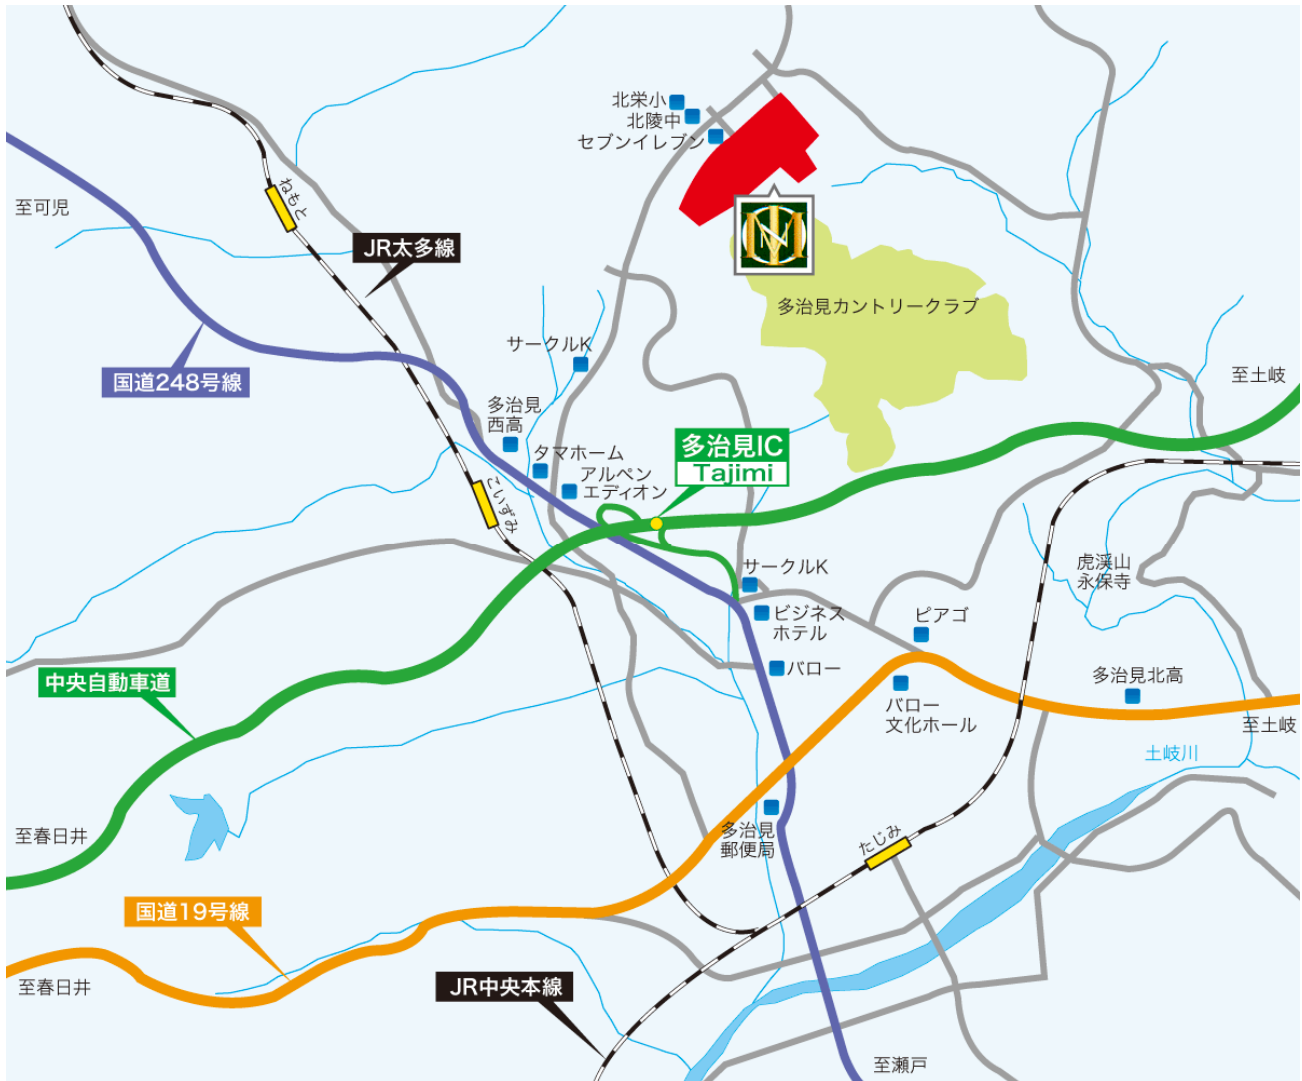 北栄小
北陵中
セブンイレブン
ねもと
至可児
JR太多線
多治見カントリークラブ
サークルK
国道248号線
至土岐
多治見
西高
多治見IC
Tajimi
タマホーム
アルペン
エディオン
こいずみ
サークルK
虎渓山
永保寺
ビジネス
ホテル
ピアゴ
バロー
中央自動車道
多治見北高
バロー
文化ホール
至土岐
土岐川
至春日井
多治見
郵便局
たじみ
国道19号線
至春日井
JR中央本線
至瀬戸